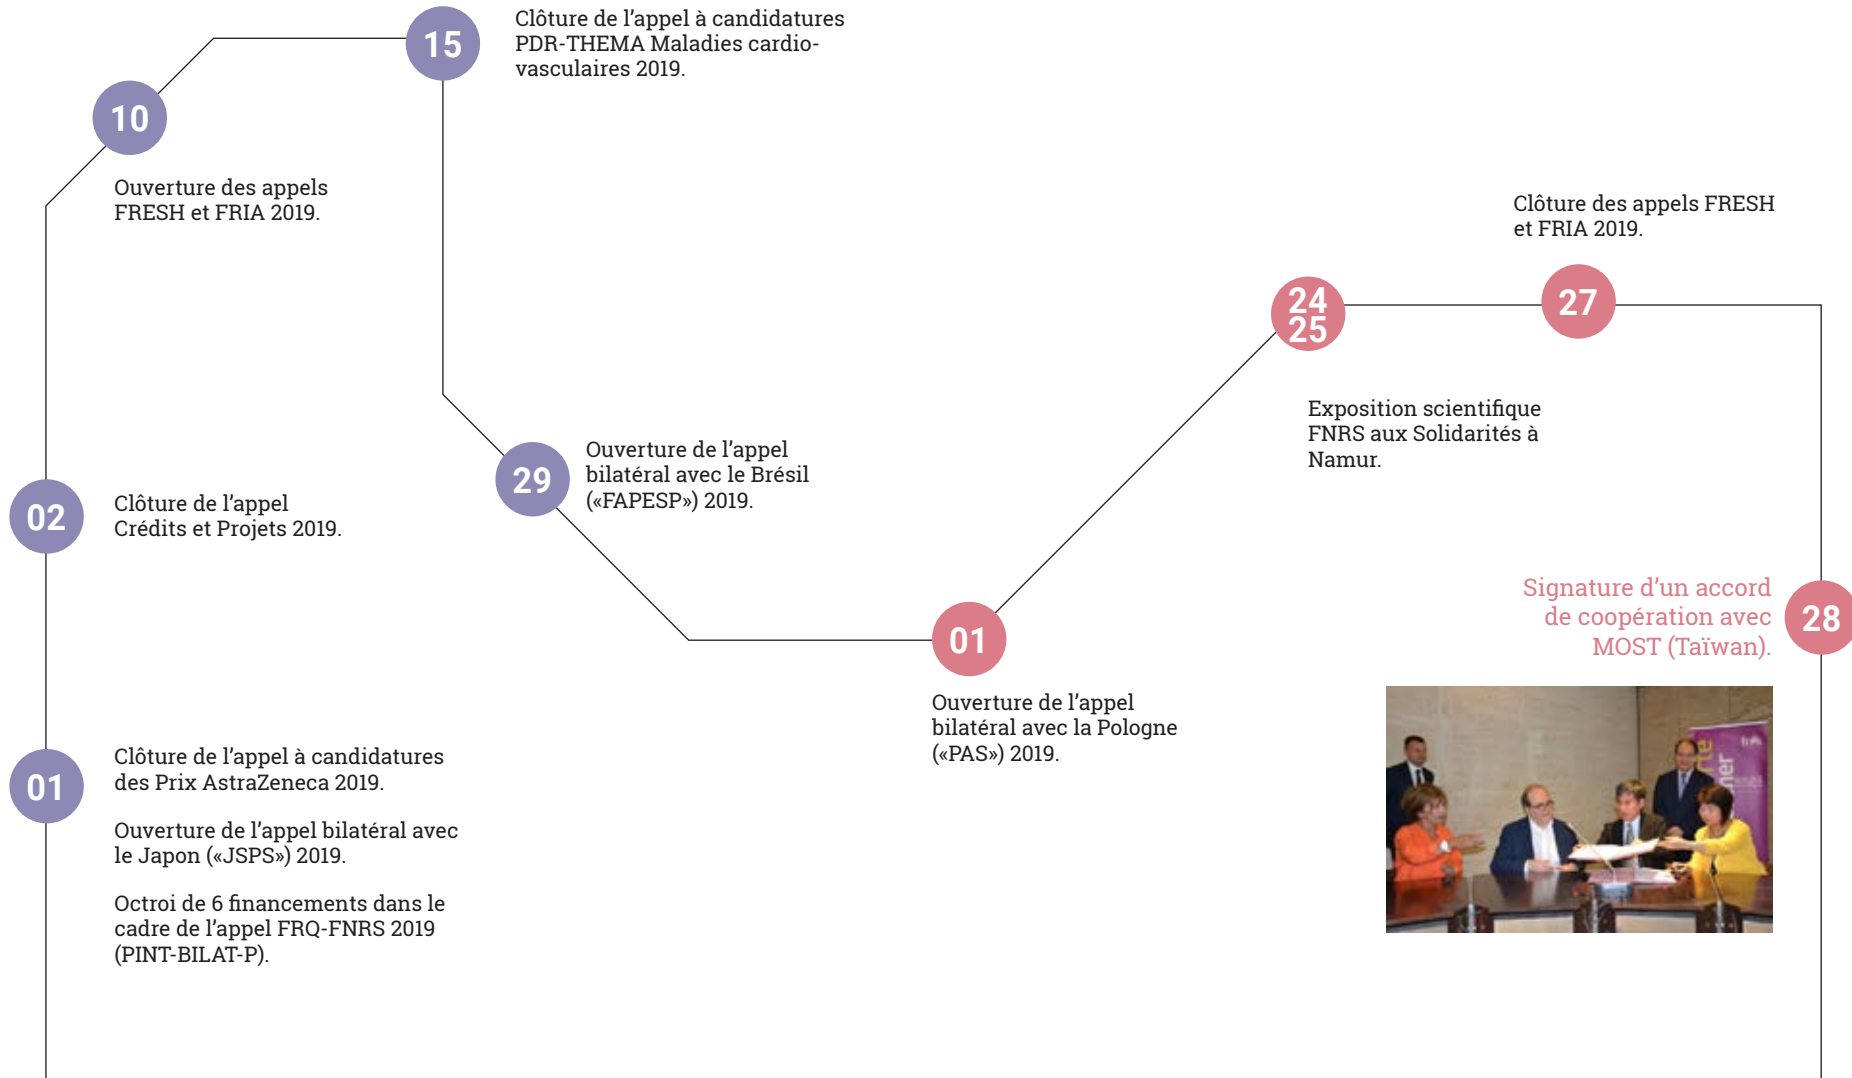 15
Clôture de l’appel à candidatures
PDR-THEMA Maladies cardio-
vasculaires 2019.
10
Ouverture des appels
FRESH et FRIA 2019.
02
Clôture de l’appel
Crédits et Projets 2019.
01
Clôture de l’appel à candidatures
des Prix AstraZeneca 2019.
Ouverture de l’appel bilatéral avec
le Japon («JSPS») 2019.
Octroi de 6 financements dans le
cadre de l’appel FRQ-FNRS 2019
(PINT-BILAT-P).
29
Ouverture de l’appel
bilatéral avec le Brésil
(«FAPESP») 2019.
01
Ouverture de l’appel
bilatéral avec la Pologne
(«PAS») 2019.
24
25
Exposition scientifique
FNRS aux Solidarités à
Namur.
Clôture des appels FRESH
et FRIA 2019.
27
Signature d’un accord
de coopération avec
MOST (Taïwan).
28